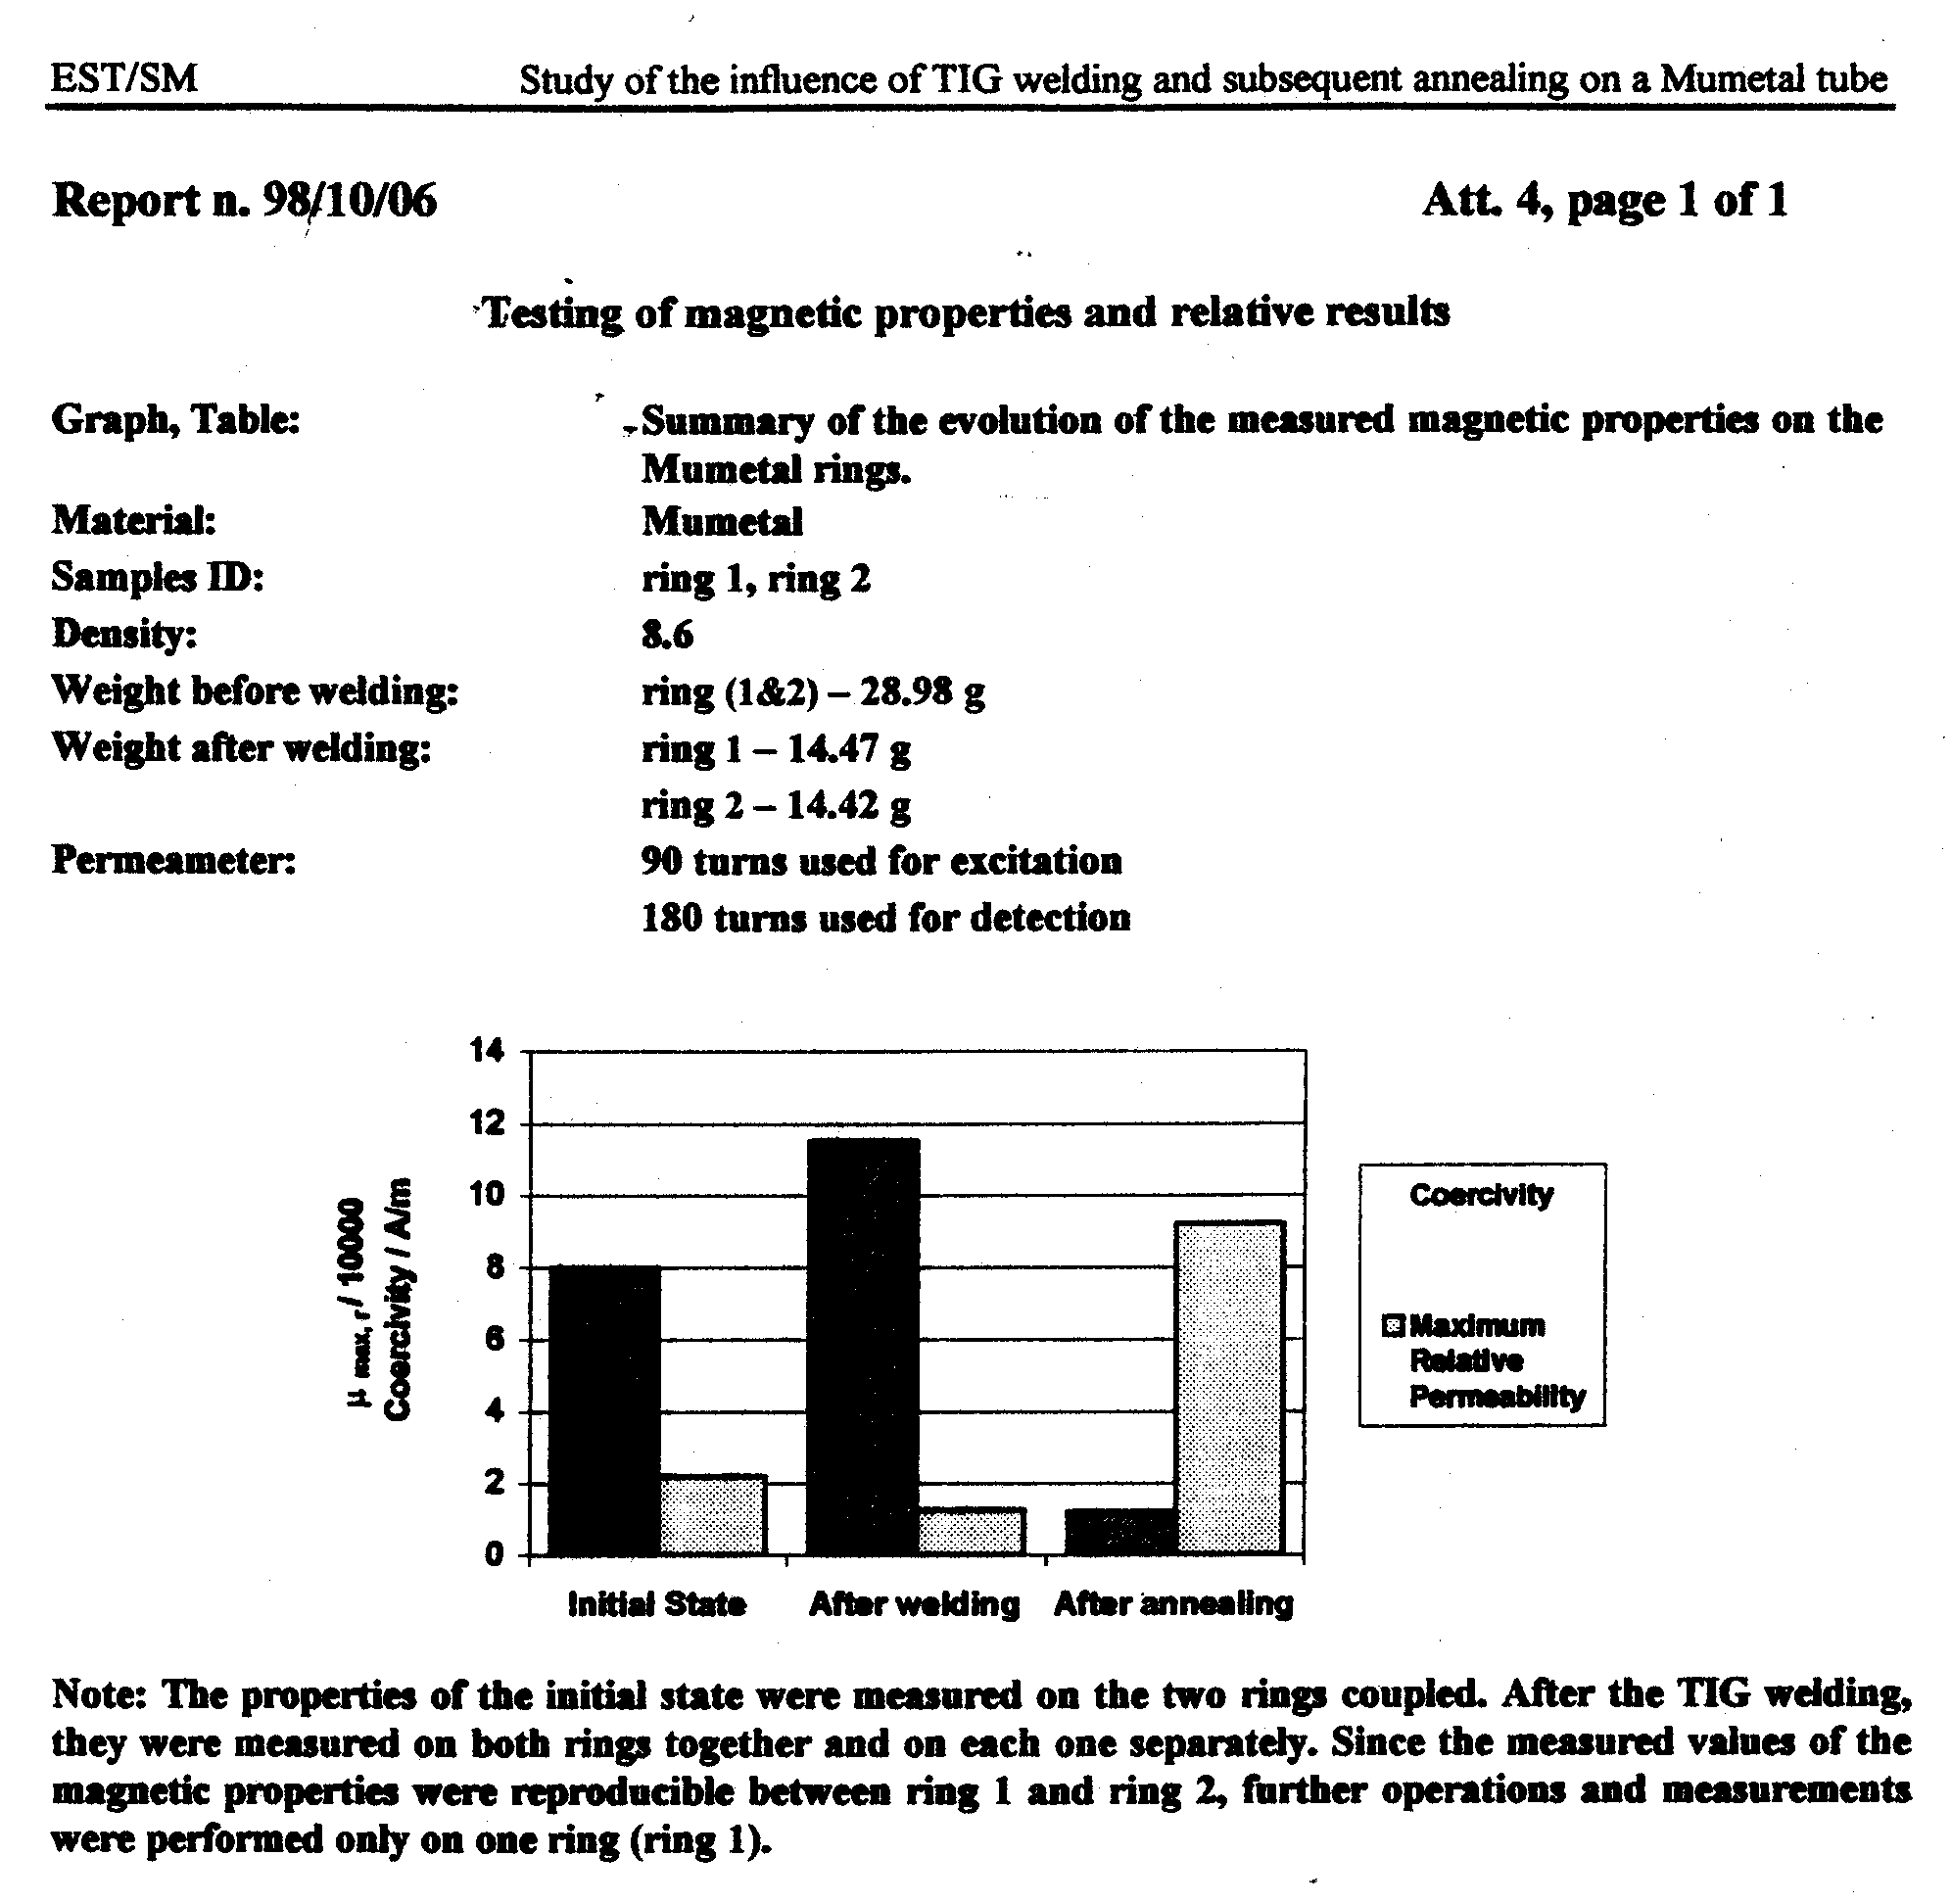 EST/SM Study of the influence of TIG welding and subsequent annealing on a Mumetal tube
Report n. 98/10/06 Att. 4, page 1 of 1
Testing of magnetic properties and relative results
Graph, Table: Summary of the evolution of the measured magnetic properties on the
Mumetal rings.
Material: Mumetal
Samples ID: ring 1, ring 2
Density: 8.6
Weight before welding: ring (1&2) – 28.98 g
Weight after welding: ring 1 – 14.47 g
ring 2 – 14.42 g
Permeameter: 90 turns used for excitation
180 turns used for detection
14
12
10
8
6
4
2
0
μ max, r / 10000
Coercivity / A/m
Initial State After welding After annealing
Coercivity
Maximum
Relative
Permeability
Note: The properties of the initial state were measured on the two rings coupled. After the TIG welding,
they were measured on both rings together and on each one separately. Since the measured values of the
magnetic properties were reproducible between ring 1 and ring 2, further operations and measurements
were performed only on one ring (ring 1).